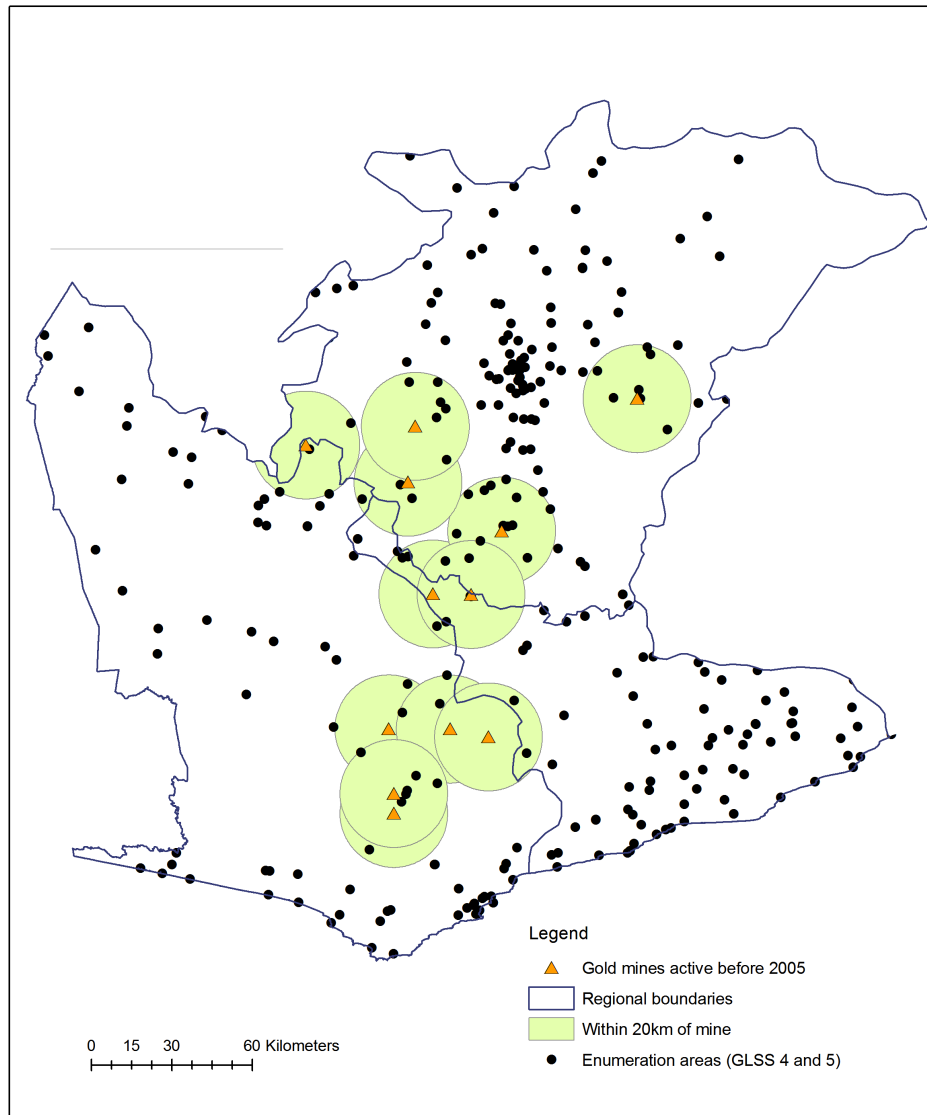 Legend
Gold mines active before 2005
Regional boundaries
Within 20km of mine
Enumeration areas (GLSS 4 and 5)
0 15 30 60 Kilometers